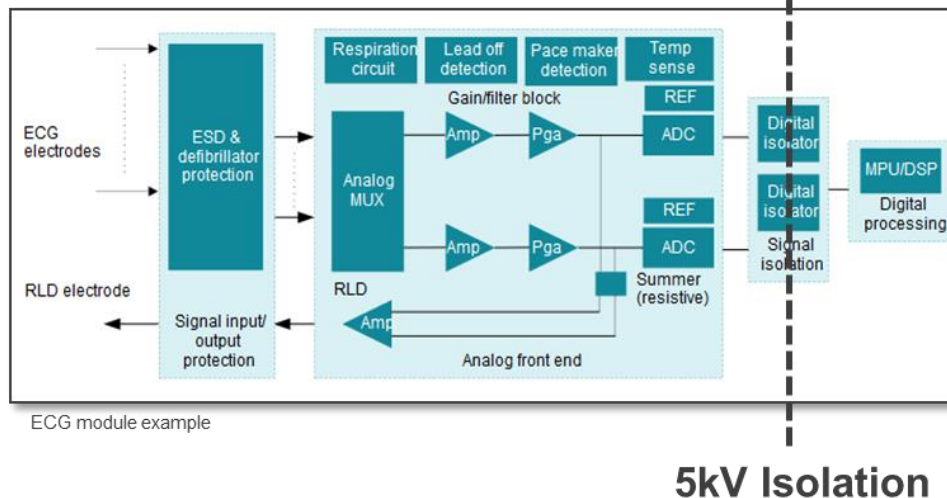 Respiration
circuit
Lead off
detection
Pace maker
detection
Temp
sense
Gain/filter block
REF
ECG
electrodes
ESD &
defibrillator
protection
Analog
MUX
Amp
Pga
ADC
Digital
isolator
MPU/DSP
Digital
processing
REF
Digital
isolator
Amp
Pga
ADC
Signal
isolation
RLD electrode
RLD
Summer
(resistive)
Signal input/
output
protection
Amp
Analog front end
ECG module example
5kV Isolation